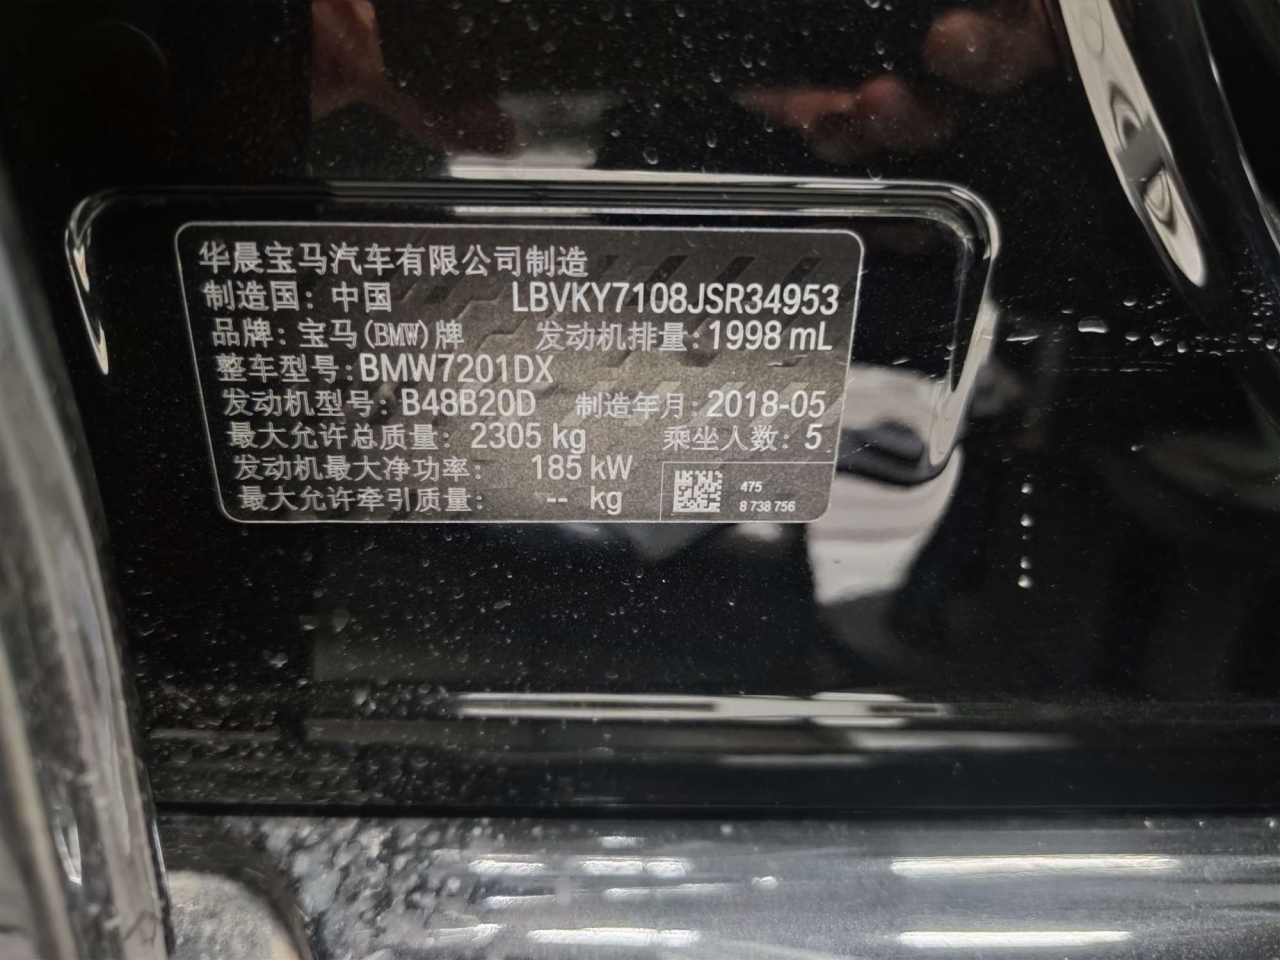 华晨宝马汽车有限公司制造
制造国：中国 LBVKY7108JSR34953
品牌：宝马(BMW)牌 发动机排量：1998 mL
整车型号：BMW7201DX
发动机型号：B48B20D 制造年月：2018-05
最大允许总质量：2305 kg 乘坐人数：5
发动机最大净功率：185 kW
最大允许牵引质量：-- kg
475
8 738 756